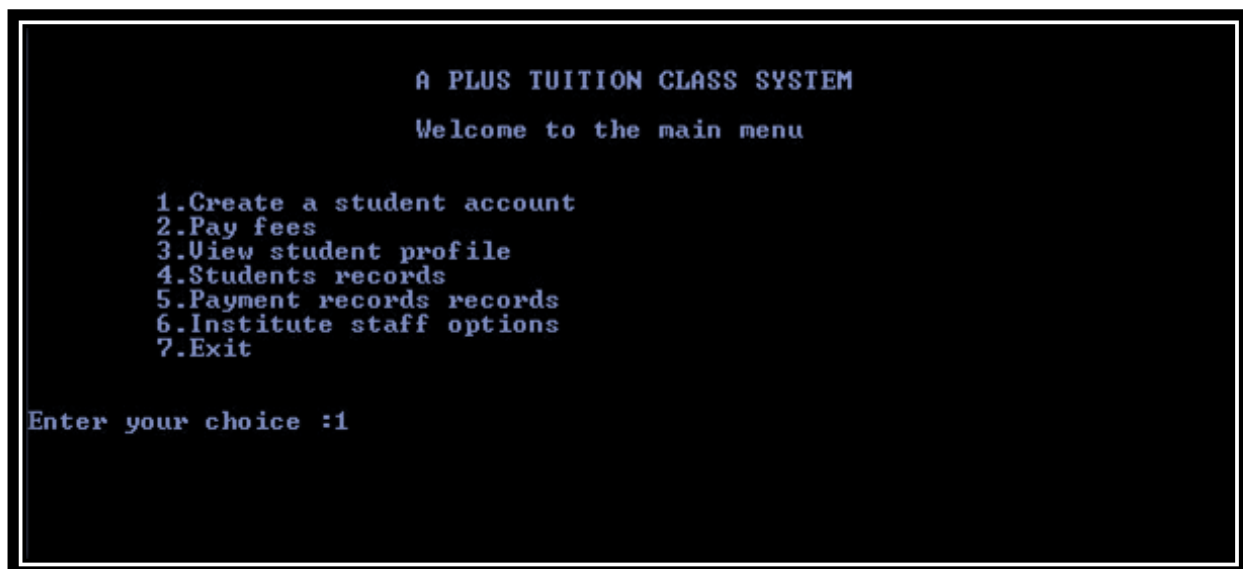 A PLUS TUITION CLASS SYSTEM
Welcome to the main menu
1.Create a student account
2.Pay fees
3.View student profile
4.Students records
5.Payment records records
6.Institute staff options
7.Exit
Enter your choice :1